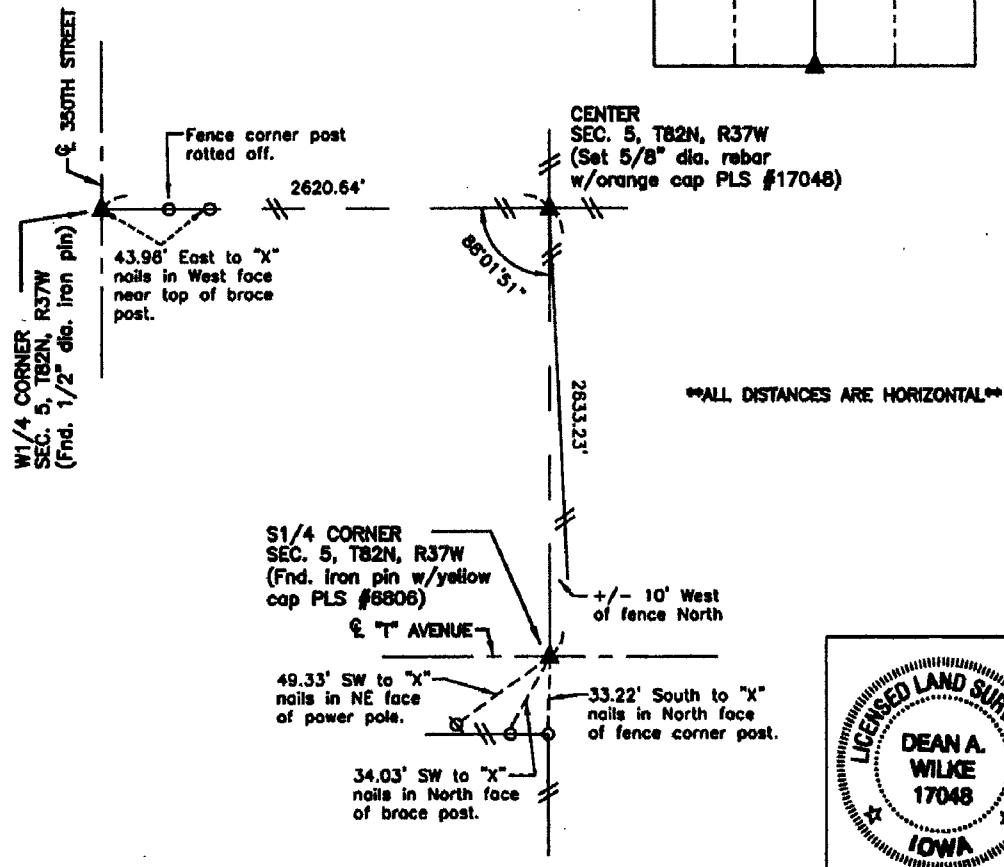 ℄ 350TH STREET
Fence corner post
rotted off.
2620.64'
CENTER
SEC. 5, T82N, R37W
(Set 5/8" dia. rebar
w/orange cap PLS #17048)
W1/4 CORNER
SEC. 5, T82N, R37W
(Fnd. 1/2" dia. iron pin)
43.98' East to "X"
nails in West face
near top of brace
post.
88°01'51"
2633.23'
**ALL DISTANCES ARE HORIZONTAL**
S1/4 CORNER
SEC. 5, T82N, R37W
(Fnd. iron pin w/yellow
cap PLS #6806)
℄ "T" AVENUE
+/- 10' West
of fence North
49.33' SW to "X"
nails in NE face
of power pole.
33.22' South to "X"
nails in North face
of fence corner post.
34.03' SW to "X"
nails in North face
of brace post.
LICENSED LAND SUR
DEAN A.
WILKE
17048
IOWA